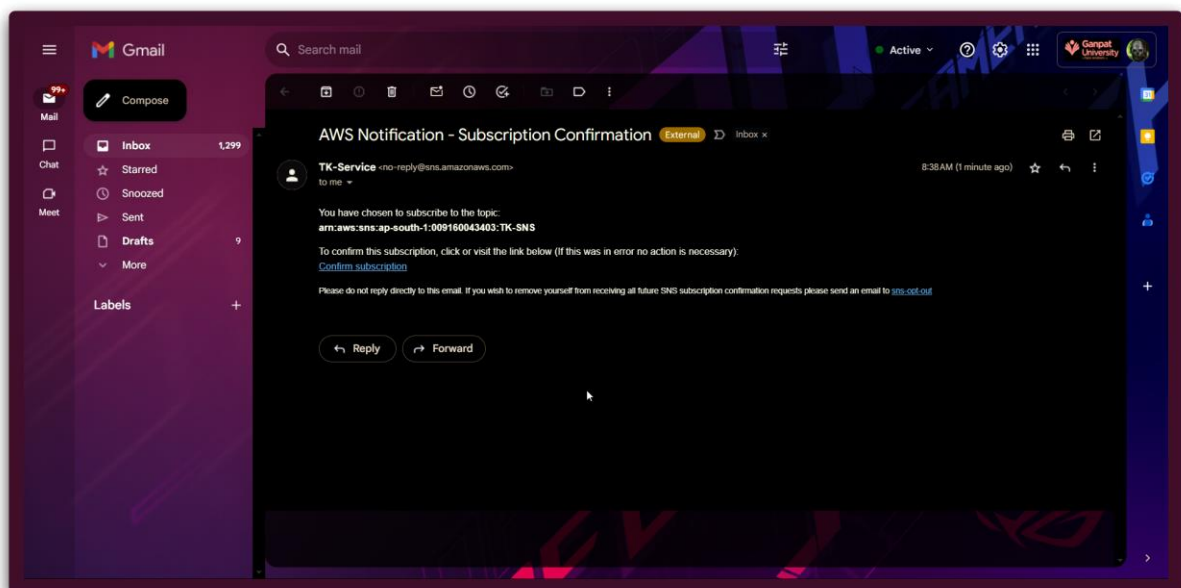 Gmail
Search mail
Active
Ganpat
University
99+
Mail
Compose
Chat
Meet
Inbox 1,299
Starred
Snoozed
Sent
Drafts 9
More
Labels
AWS Notification - Subscription Confirmation External Inbox ×
TK-Service <no-reply@sns.amazonaws.com> 8:38 AM (1 minute ago)
to me
You have chosen to subscribe to the topic:
arn:aws:sns:ap-south-1:009160043403:TK-SNS
To confirm this subscription, click or visit the link below (If this was in error no action is necessary):
Confirm subscription
Please do not reply directly to this email. If you wish to remove yourself from receiving all future SNS subscription confirmation requests please send an email to sns-opt-out
Reply
Forward